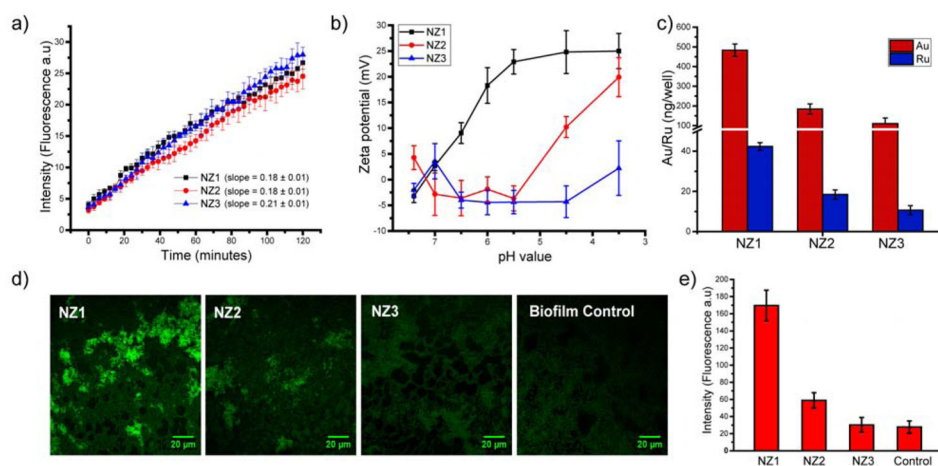 a)
Intensity (Fluorescence a.u)
30
25
20
15
10
5
0
NZ1 (slope = 0.18 ± 0.01)
NZ2 (slope = 0.18 ± 0.01)
NZ3 (slope = 0.21 ± 0.01)
0 20 40 60 80 100 120
Time (minutes)
b)
Zeta potential (mV)
30
25
20
15
10
5
0
-5
-10
NZ1
NZ2
NZ3
7 6 5 4 3
pH value
c)
Au/Ru (ng/well)
600
500
400
300
200
100
40
20
0
Au
Ru
NZ1 NZ2 NZ3
d)
NZ1
20 µm
NZ2
20 µm
NZ3
20 µm
Biofilm Control
20 µm
e)
Intensity (Fluorescence a.u)
200
180
160
140
120
100
80
60
40
20
0
NZ1 NZ2 NZ3 Control